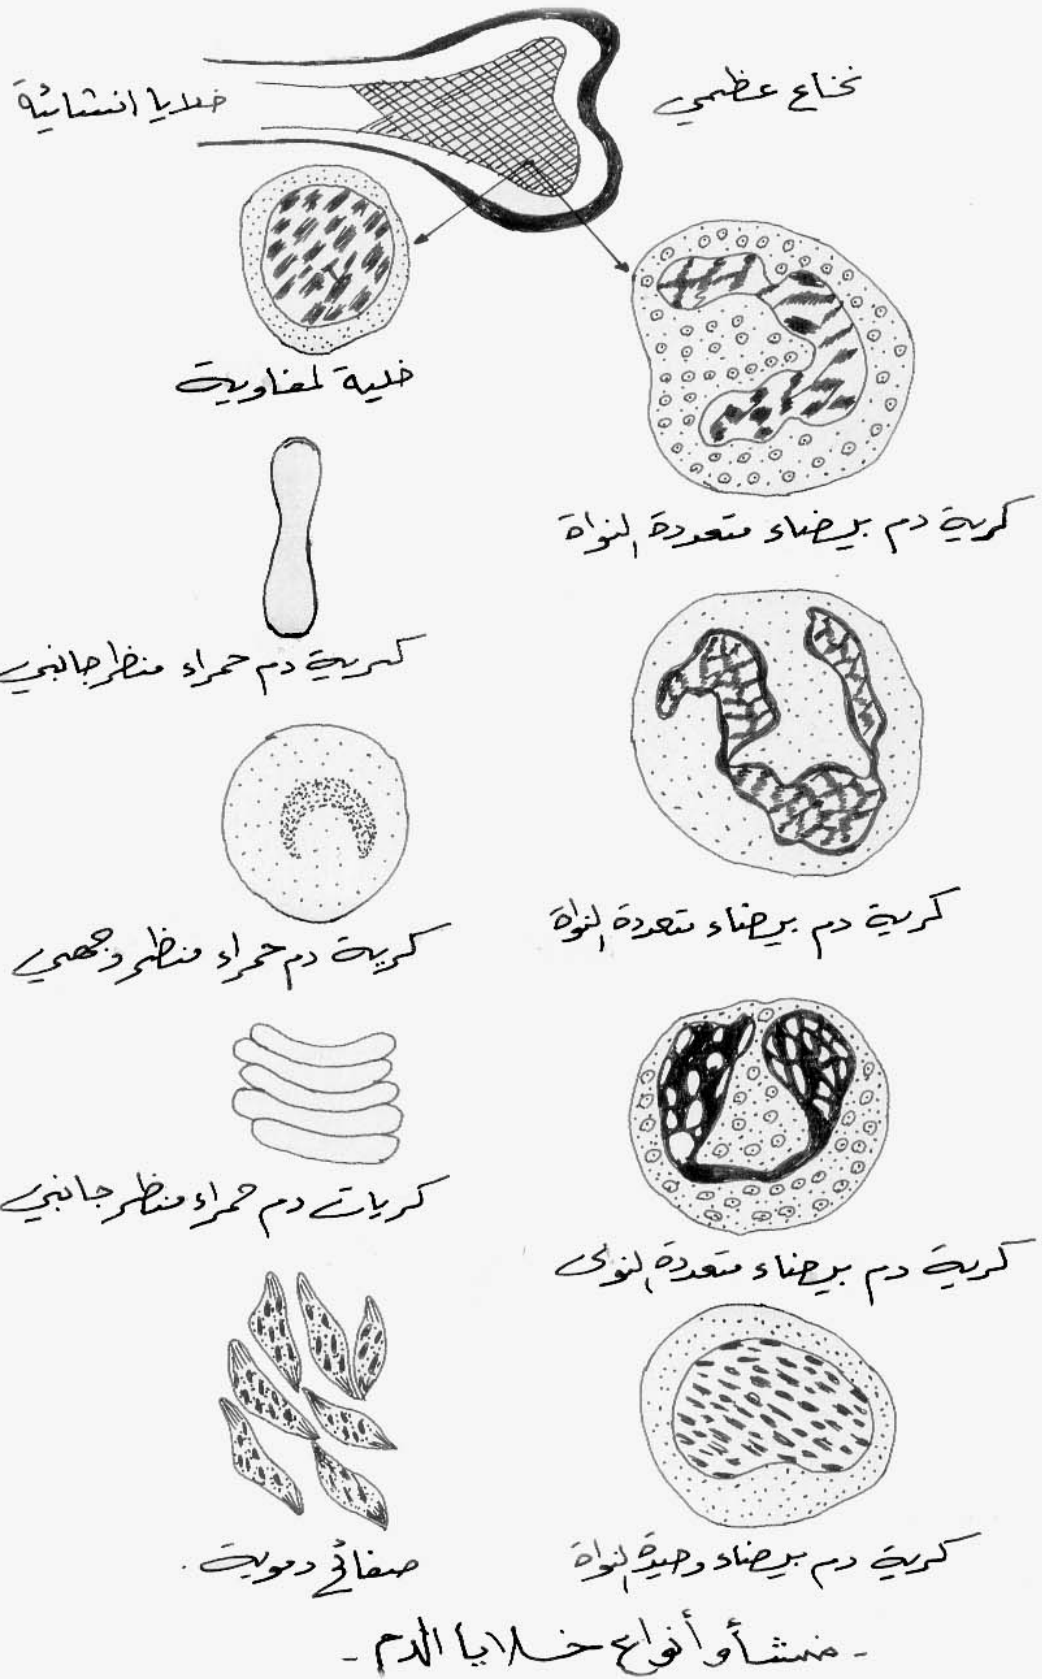 نخاع عظمي
خلايا انشائية
خلية لمفاوية
كرية دم بيضاء متعددة النواة
كرية دم حمراء منظر جانبي
كرية دم بيضاء متعددة النواة
كرية دم حمراء منظر وجهي
كريات دم حمراء منظر جانبي
كرية دم بيضاء متعددة النوى
صفائح دموية .
كرية دم بيضاء وحيدة النواة
- منشأ و أنواع خلايا الدم -